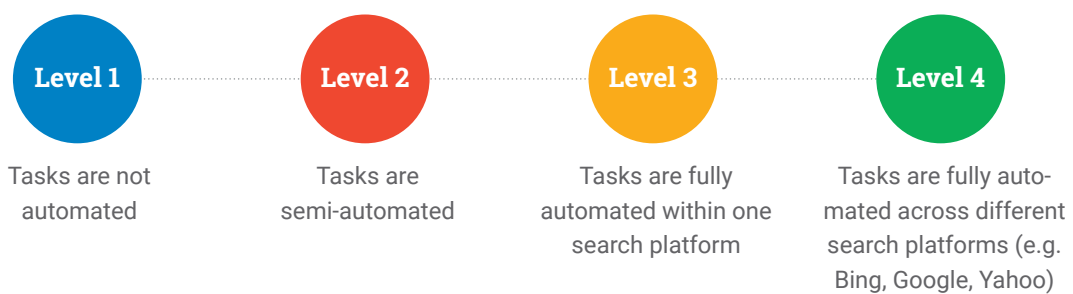 Level 1
Level 2
Level 3
Level 4
Tasks are not
automated
Tasks are
semi-automated
Tasks are fully
automated within one
search platform
Tasks are fully auto-
mated across different
search platforms (e.g.
Bing, Google, Yahoo)